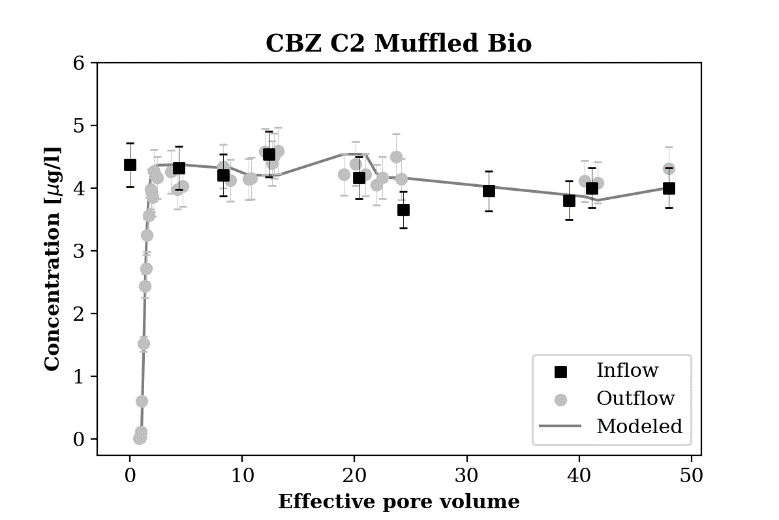 CBZ C2 Muffled Bio
Concentration [μg/l]
6
5
4
3
2
1
0
0 10 20 30 40 50
Effective pore volume
Inflow
Outflow
Modeled